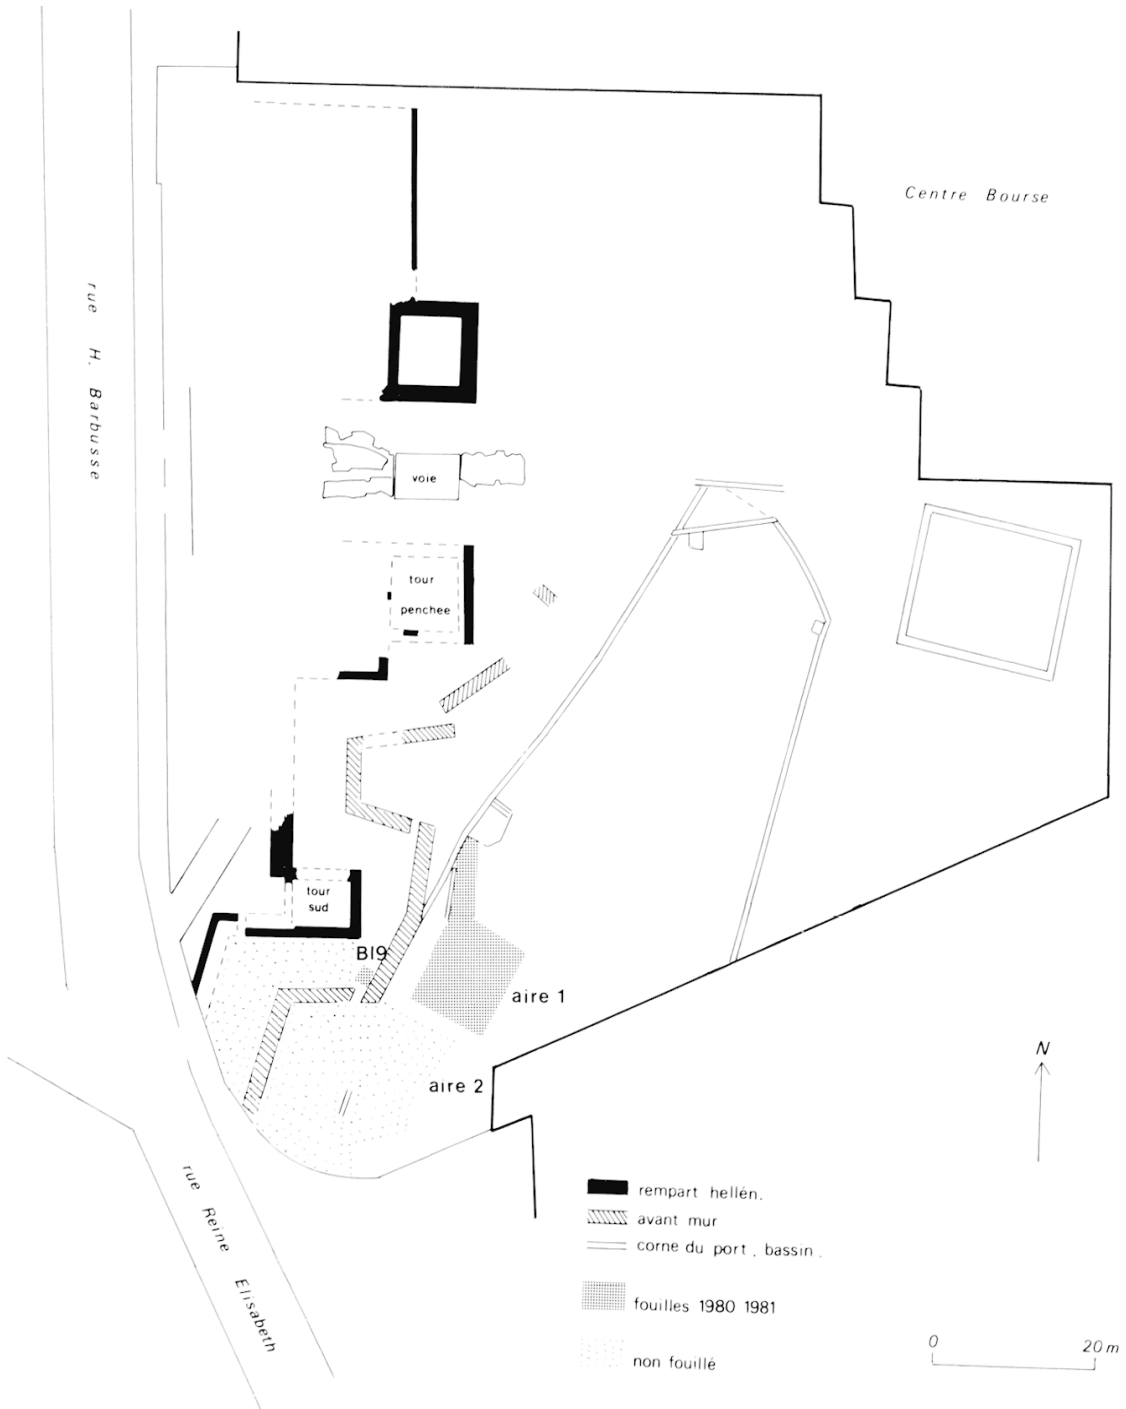 Centre Bourse
rue H. Barbusse
voie
tour
penchee
tour
sud
BI9
aire 1
aire 2
N
rue Reine Elisabeth
rempart hellén.
avant mur
corne du port, bassin.
fouilles 1980 1981
non fouillé
0 20 m